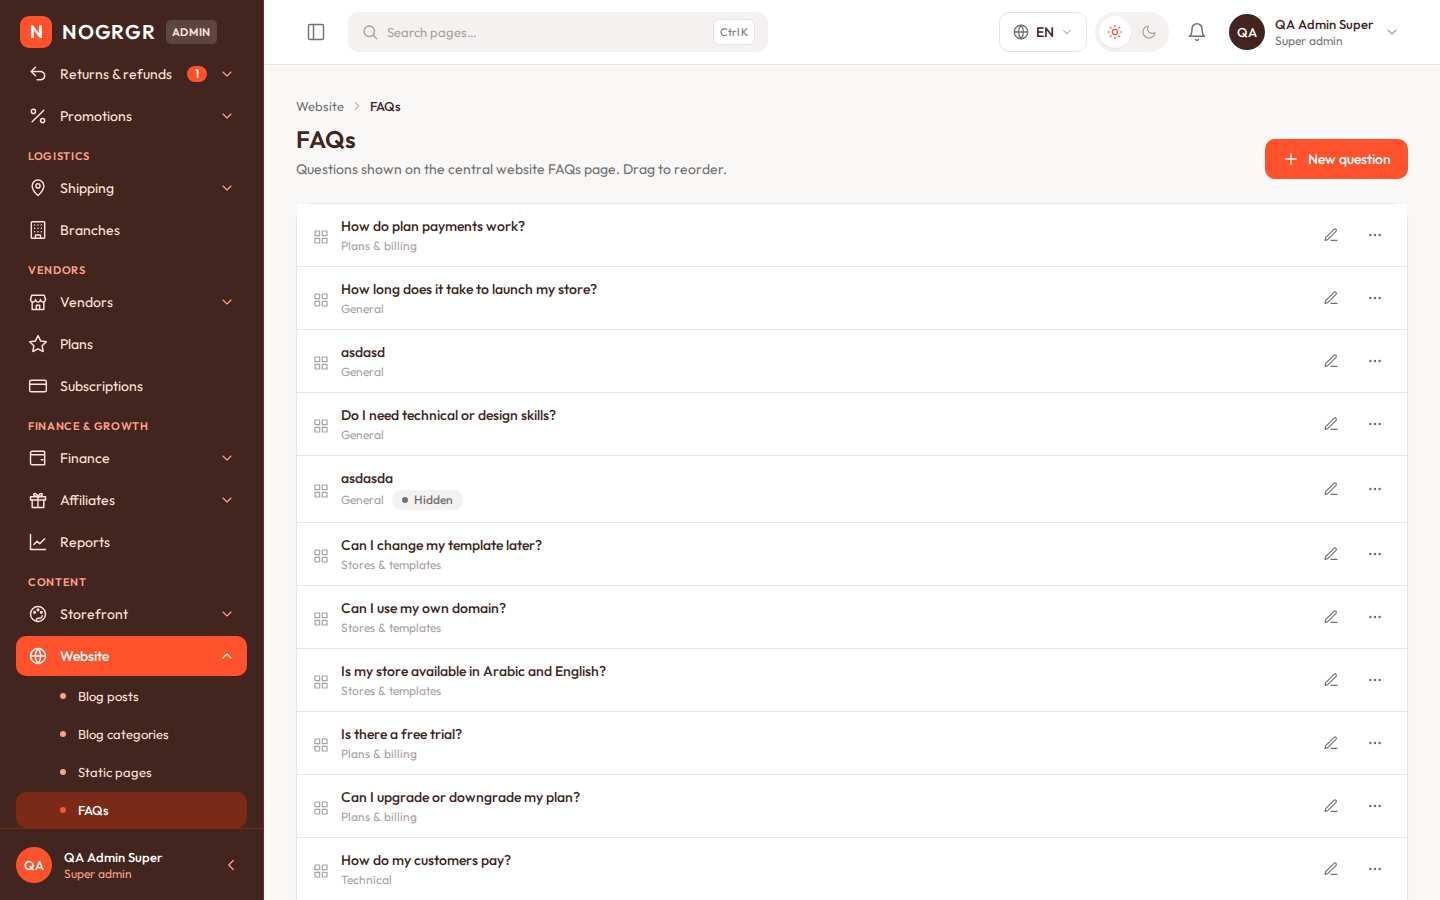 N NOGRGR ADMIN
Returns & refunds 1
Promotions
LOGISTICS
Shipping
Branches
VENDORS
Vendors
Plans
Subscriptions
FINANCE & GROWTH
Finance
Affiliates
Reports
CONTENT
Storefront
Website
Blog posts
Blog categories
Static pages
FAQs
QA QA Admin Super
Super admin
Search pages... Ctrl K
EN
QA QA Admin Super
Super admin
Website > FAQs
FAQs
Questions shown on the central website FAQs page. Drag to reorder.
+ New question
How do plan payments work?
Plans & billing
How long does it take to launch my store?
General
asdasd
General
Do I need technical or design skills?
General
asdasda
General Hidden
Can I change my template later?
Stores & templates
Can I use my own domain?
Stores & templates
Is my store available in Arabic and English?
Stores & templates
Is there a free trial?
Plans & billing
Can I upgrade or downgrade my plan?
Plans & billing
How do my customers pay?
Technical